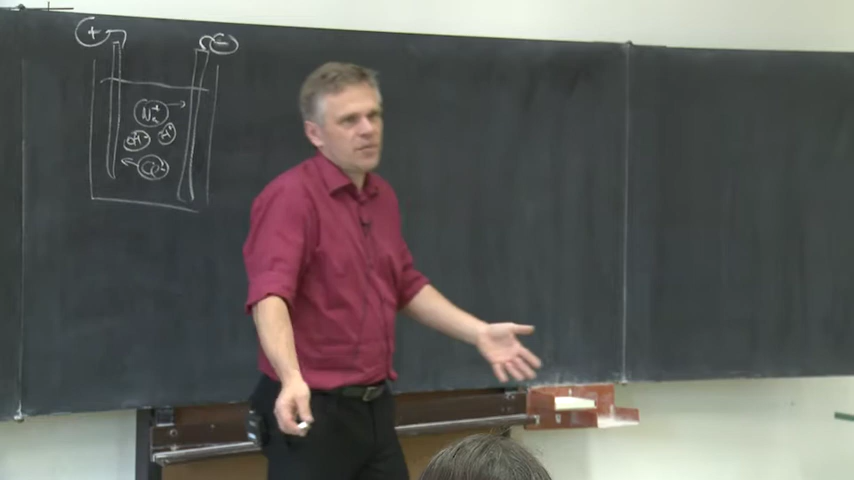 + −
Na+
OH− H+
Cl−